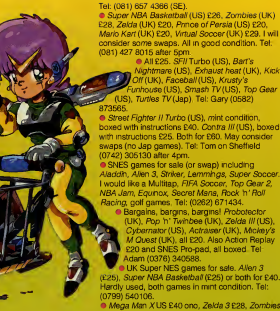 Tel: (081) 657 4366 (SE).
● Super NBA Basketball (US) £26, Zombies (UK)
£28, Zelda (UK) £20, Prince of Persia (US) £20,
Mario Kart (UK) £20, Virtual Soccer (UK) £29. I will
consider some swaps. All in good condition. Tel:
(081) 427 8015 after 5pm.
● All £25. SFII Turbo (US), Bart's
Nightmare (US), Exhaust heat (UK), Kick
Off (UK), Faceball (US), Krusty's
Funhouse (US), Smash TV (US), Top Gear
(US), Turtles TV (Jap) Tel: Gary (0582)
873565.
● Street Fighter II Turbo (US), mint condition,
boxed with instructions £40. Contra III (US), boxed
with instructions £25. Both for £60. May consider
swaps (no Jap games). Tel: Tom on Sheffield
(0742) 305130 after 4pm.
● SNES games for sale (or swap) including
Aladdin, Alien 3, Striker, Lemmings, Super Soccer.
I would like a Multitap, FIFA Soccer, Top Gear 2,
NBA Jam, Equinox, Secret Mana, Rock 'n' Roll
Racing, golf games. Tel: (0262) 671434.
● Bargains, bargns, bargins! Probotector
(UK), Pop 'n' Twinbee (UK), Zelda III (US),
Cybernator (US), Actraiser (UK), Mickey's
M Quest (UK), all £20. Also Action Replay
£20 and SNES Pro-pad, all boxed. Tel
Adam (0376) 340588.
● UK Super NES games for sale. Alien 3
(£25), Super NBA Basketball (£25) or both for £40.
Hardly used, both games in mint condition. Tel:
(0799) 540106.
● Mega Man X US £40 ono, Zelda 3 £28, Zombies